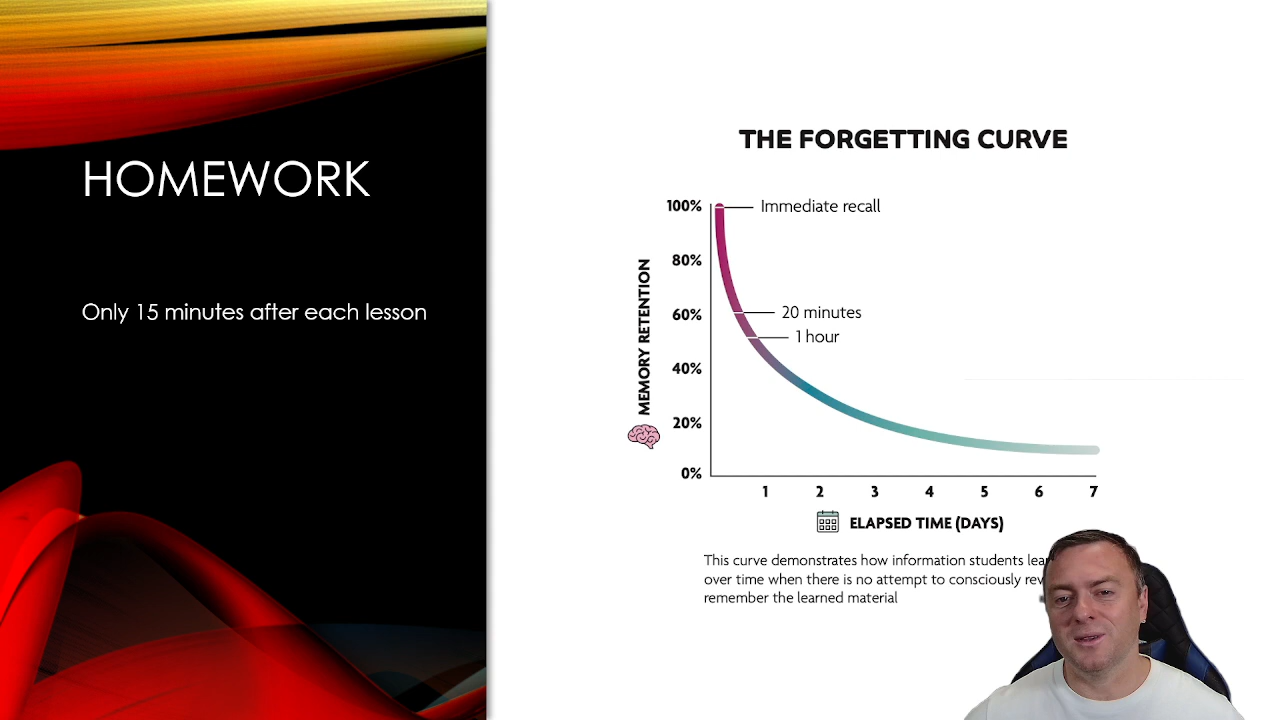 HOMEWORK
Only 15 minutes after each lesson
THE FORGETTING CURVE
100%
Immediate recall
80%
60%
20 minutes
1 hour
40%
20%
0%
MEMORY RETENTION
1 2 3 4 5 6 7
ELAPSED TIME (DAYS)
This curve demonstrates how information students
over time when there is no attempt to consciously
remember the learned material